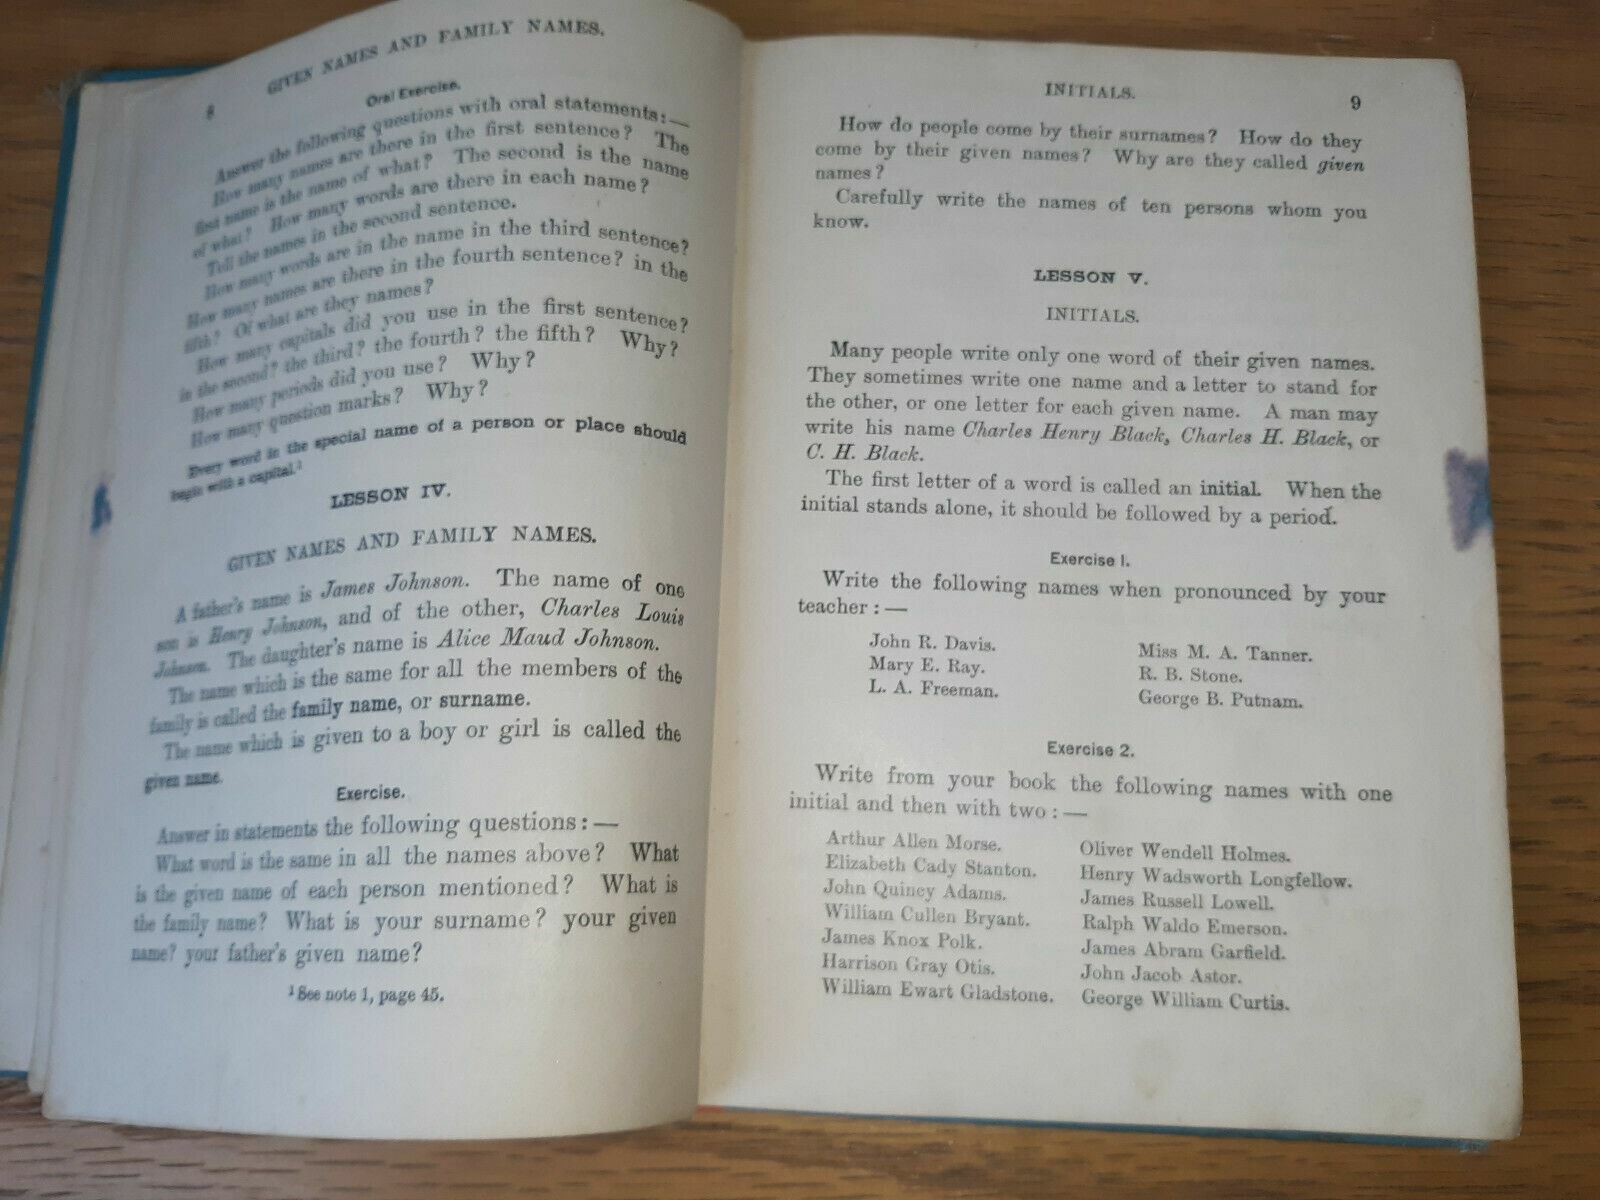 8 GIVEN NAMES AND FAMILY NAMES.
Oral Exercise.
Answer the following questions with oral statements: —
How many names are there in the first sentence? The
first name is the name of what? The second is the name
of what? How many words are there in each name?
Tell the names in the second sentence.
How many words are in the name in the third sentence?
How many names are there in the fourth sentence? in the
fifth? Of what are they names?
How many capitals did you use in the first sentence?
in the second? the third? the fourth? the fifth? Why?
How many periods did you use? Why?
How many question marks? Why?
Every word in the special name of a person or place should
begin with a capital.¹
LESSON IV.
GIVEN NAMES AND FAMILY NAMES.
A father's name is James Johnson. The name of one
son is Henry Johnson, and of the other, Charles Louis
Johnson. The daughter's name is Alice Maud Johnson.
The name which is the same for all the members of the
family is called the family name, or surname.
The name which is given to a boy or girl is called the
given name.
Exercise.
Answer in statements the following questions: —
What word is the same in all the names above? What
is the given name of each person mentioned? What is
the family name? What is your surname? your given
name? your father's given name?
¹ See note 1, page 45.
INITIALS. 9
How do people come by their surnames? How do they
come by their given names? Why are they called given
names?
Carefully write the names of ten persons whom you
know.
LESSON V.
INITIALS.
Many people write only one word of their given names.
They sometimes write one name and a letter to stand for
the other, or one letter for each given name. A man may
write his name Charles Henry Black, Charles H. Black, or
C. H. Black.
The first letter of a word is called an initial. When the
initial stands alone, it should be followed by a period.
Exercise 1.
Write the following names when pronounced by your
teacher: —
John R. Davis.
Mary E. Ray.
L. A. Freeman.
Miss M. A. Tanner.
R. B. Stone.
George B. Putnam.
Exercise 2.
Write from your book the following names with one
initial and then with two: —
Arthur Allen Morse.
Elizabeth Cady Stanton.
John Quincy Adams.
William Cullen Bryant.
James Knox Polk.
Harrison Gray Otis.
William Ewart Gladstone.
Oliver Wendell Holmes.
Henry Wadsworth Longfellow.
James Russell Lowell.
Ralph Waldo Emerson.
James Abram Garfield.
John Jacob Astor.
George William Curtis.